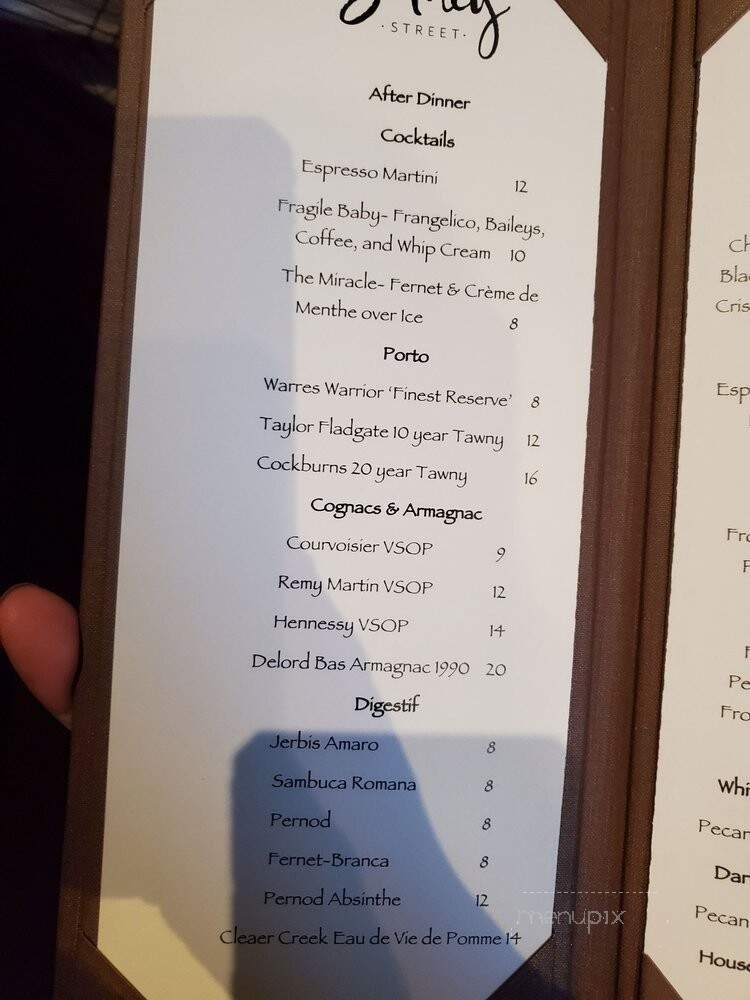 ·STREET·
After Dinner
Cocktails
Espresso Martini 12
Fragile Baby- Frangelico, Baileys,
Coffee, and Whip Cream 10
The Miracle- Fernet & Crème de
Menthe over Ice 8
Porto
Warres Warrior ‘Finest Reserve’ 8
Taylor Fladgate 10 year Tawny 12
Cockburns 20 year Tawny 16
Cognacs & Armagnac
Courvoisier VSOP 9
Remy Martin VSOP 12
Hennessy VSOP 14
Delord Bas Armagnac 1990 20
Digestif
Jerbis Amaro 8
Sambuca Romana 8
Pernod 8
Fernet-Branca 8
Pernod Absinthe 12
Cleaer Creek Eau de Vie de Pomme 14
menupix